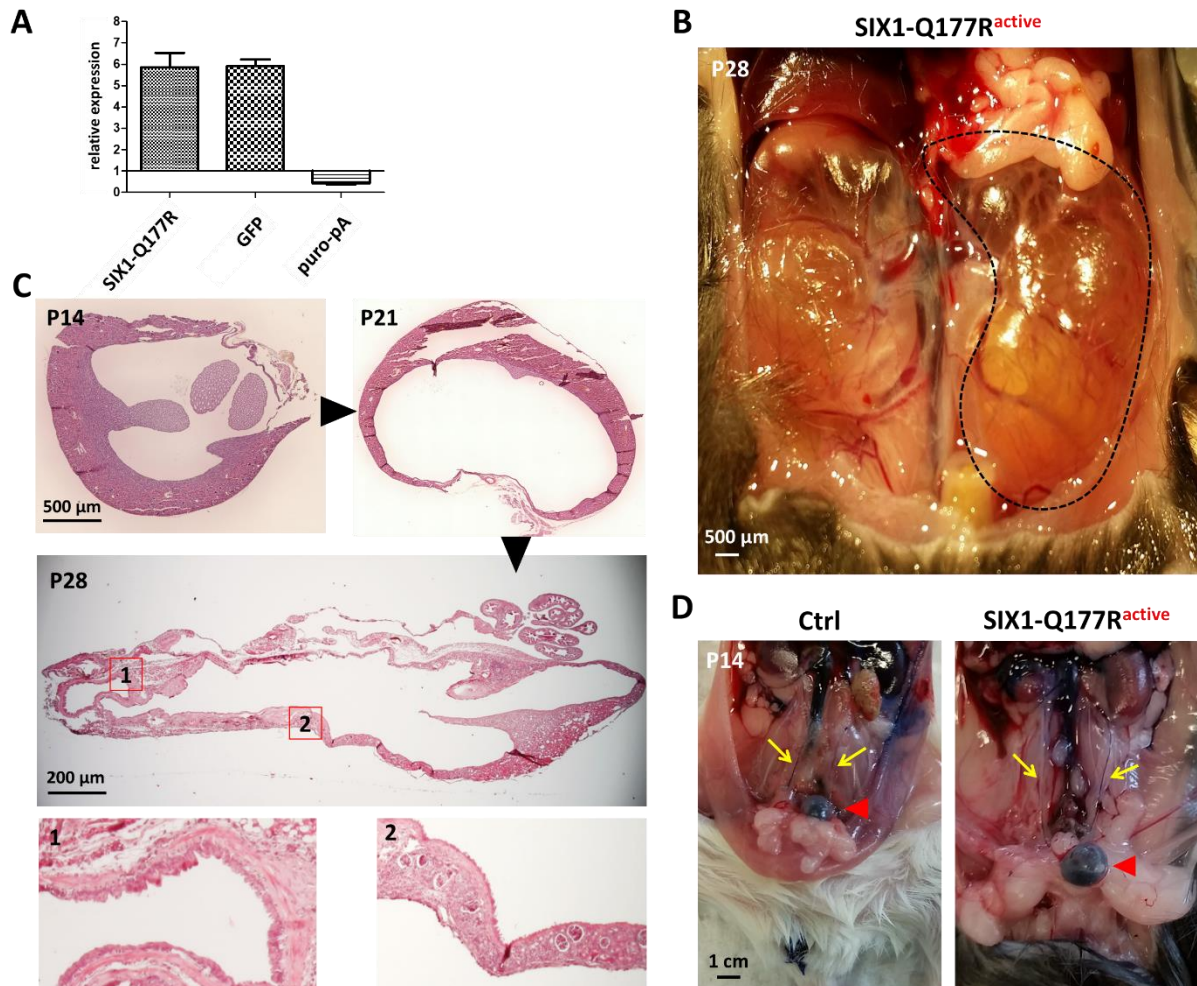 A
8
7
6
5
4
3
2
1
0
relative expression
SIX1-Q177R
GFP
puro-pA
B
SIX1-Q177Ractive
P28
500 µm
C
P14
500 µm
P21
P28
1
2
200 µm
1
2
D
Ctrl
SIX1-Q177Ractive
P14
1 cm